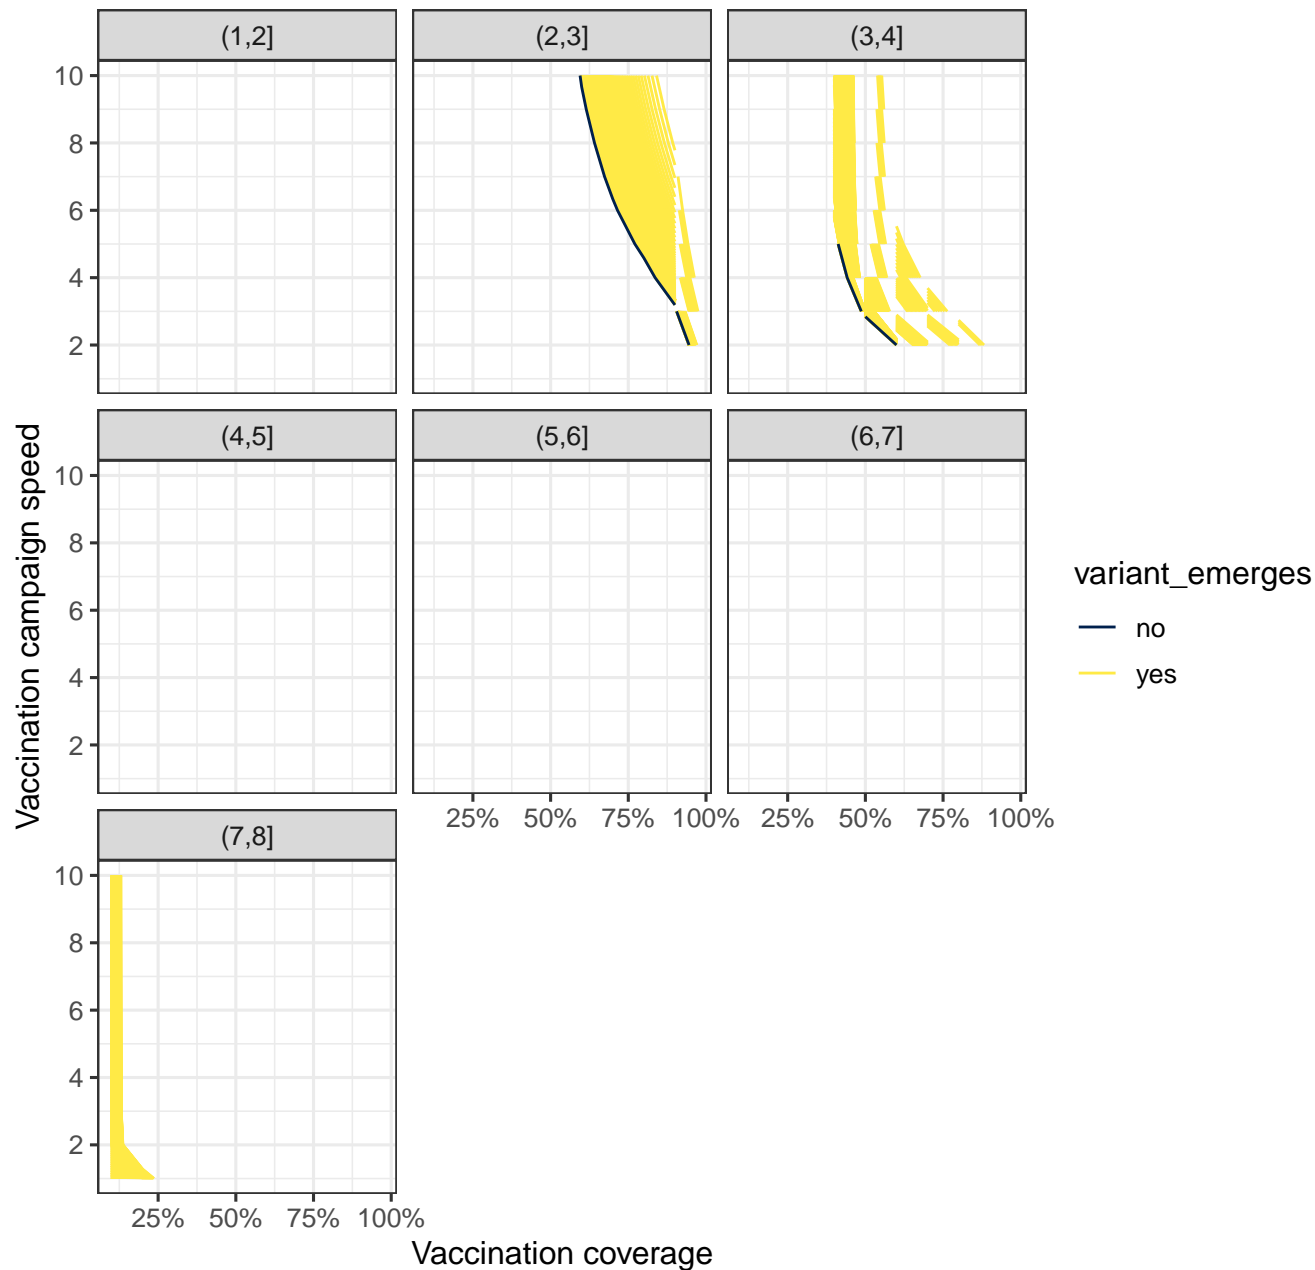 (1,2]
(2,3]
(3,4]
10
8
6
4
2
(4,5]
(5,6]
(6,7]
10
8
6
4
2
25% 50% 75% 100%
25% 50% 75% 100%
(7,8]
10
8
6
4
2
25% 50% 75% 100%
Vaccination coverage
Vaccination campaign speed
variant_emerges
no
yes